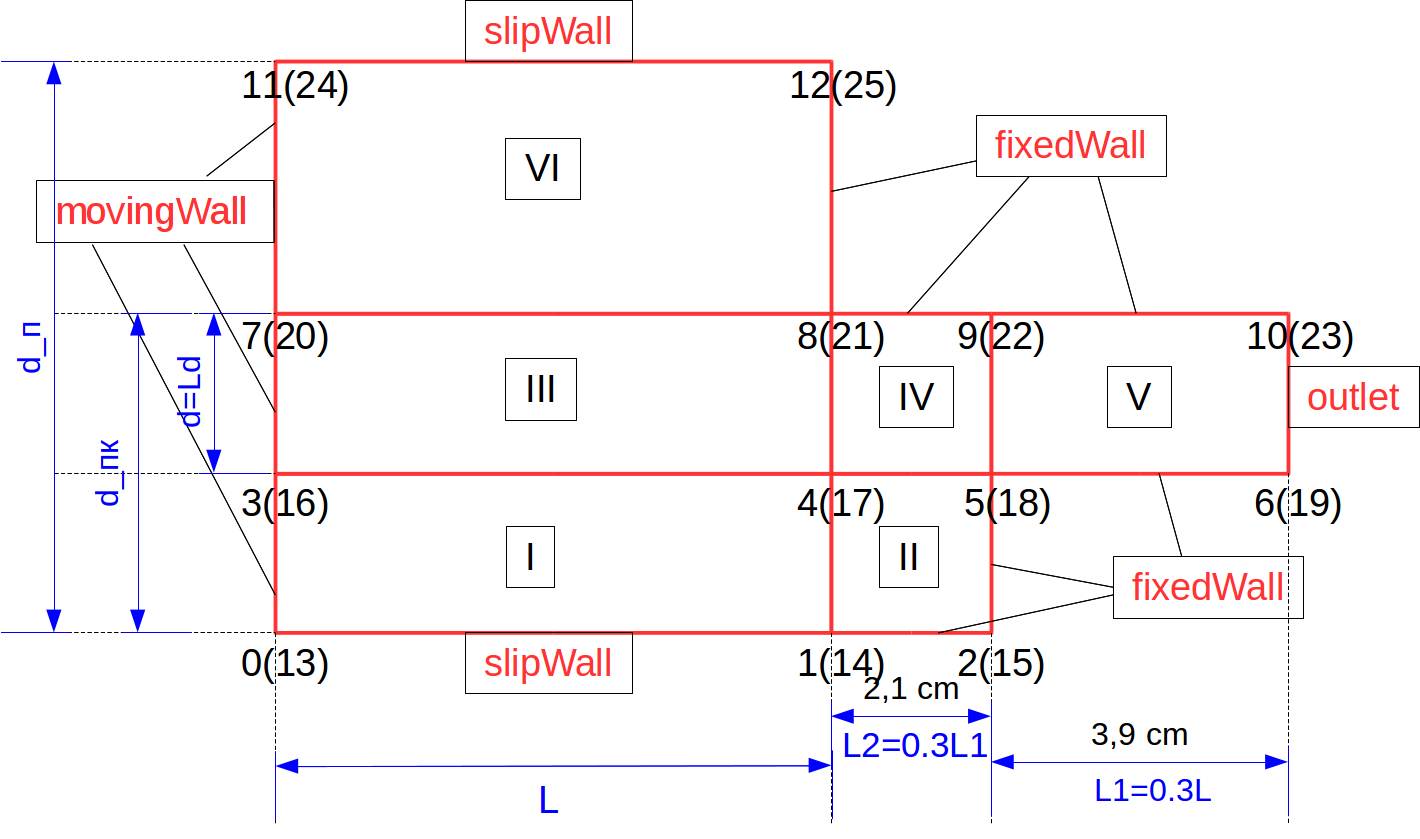 slipWall
11(24)
12(25)
fixedWall
VI
movingWall
d_п
7(20)
8(21)
9(22)
10(23)
d=Ld
III
IV
V
outlet
d_пк
3(16)
4(17)
5(18)
6(19)
I
II
fixedWall
0(13)
slipWall
1(14)
2(15)
2,1 cm
L2=0.3L1
3,9 cm
L
L1=0.3L